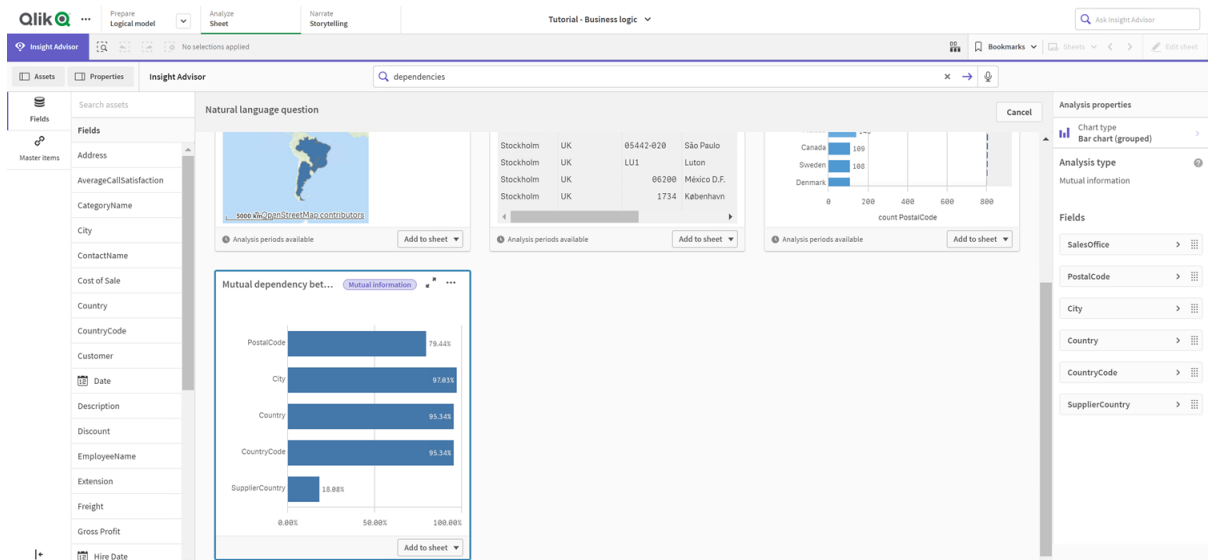 Qlik
Prepare
Logical model
Analyze
Sheet
Narrate
Storytelling
Tutorial - Business logic
Ask Insight Advisor
Insight Advisor
No selections applied
Bookmarks
Sheets
Edit sheet
Assets
Properties
Insight Advisor
dependencies
Fields
Master items
Search assets
Fields
Address
AverageCallSatisfaction
CategoryName
City
ContactName
Cost of Sale
Country
CountryCode
Customer
Date
Description
Discount
EmployeeName
Extension
Freight
Gross Profit
Hire Date
Natural language question
Cancel
5000 km
© OpenStreetMap contributors
Analysis periods available
Add to sheet
Stockholm UK 05442-020 São Paulo
Stockholm UK LU1 Luton
Stockholm UK 06200 México D.F.
Stockholm UK 1734 København
Analysis periods available
Add to sheet
Canada 109
Sweden 108
Denmark
0 200 400 600 800
count PostalCode
Analysis periods available
Add to sheet
Mutual dependency bet...
Mutual information
PostalCode 79.44%
City 97.03%
Country 95.34%
CountryCode 95.34%
SupplierCountry 18.08%
0.00% 50.00% 100.00%
Add to sheet
Analysis properties
Chart type
Bar chart (grouped)
Analysis type
Mutual information
Fields
SalesOffice
PostalCode
City
Country
CountryCode
SupplierCountry